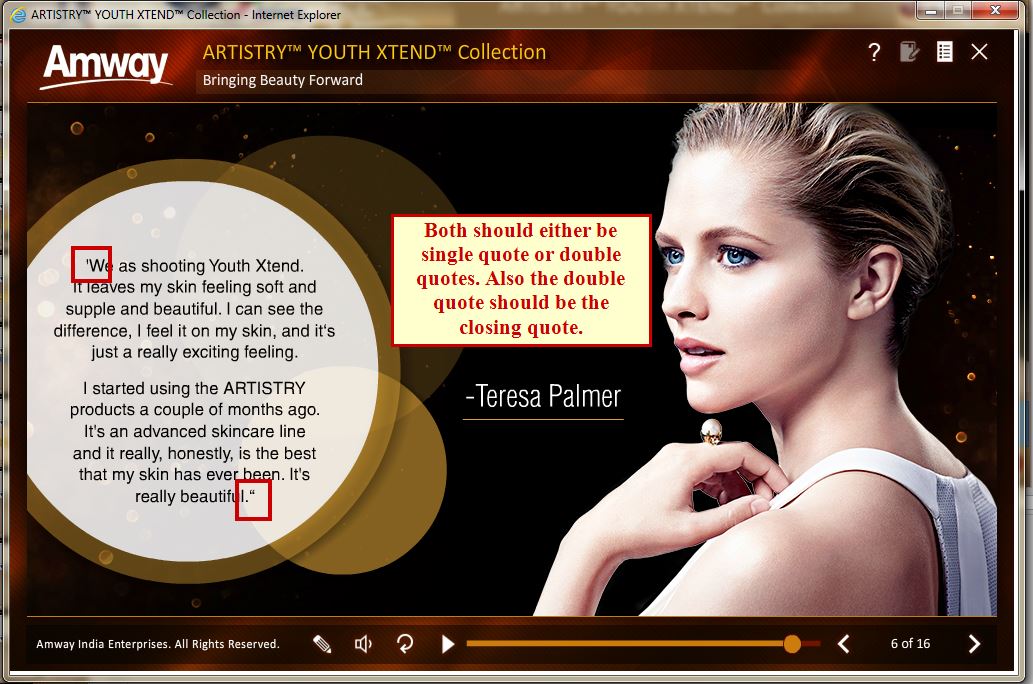 ARTISTRY™ YOUTH XTEND™ Collection - Internet Explorer
Amway
ARTISTRY™ YOUTH XTEND™ Collection
Bringing Beauty Forward
?
'We as shooting Youth Xtend.
It leaves my skin feeling soft and
supple and beautiful. I can see the
difference, I feel it on my skin, and it's
just a really exciting feeling.
I started using the ARTISTRY
products a couple of months ago.
It's an advanced skincare line
and it really, honestly, is the best
that my skin has ever been. It's
really beautiful.“
Both should either be
single quote or double
quotes. Also the double
quote should be the
closing quote.
-Teresa Palmer
Amway India Enterprises. All Rights Reserved.
6 of 16